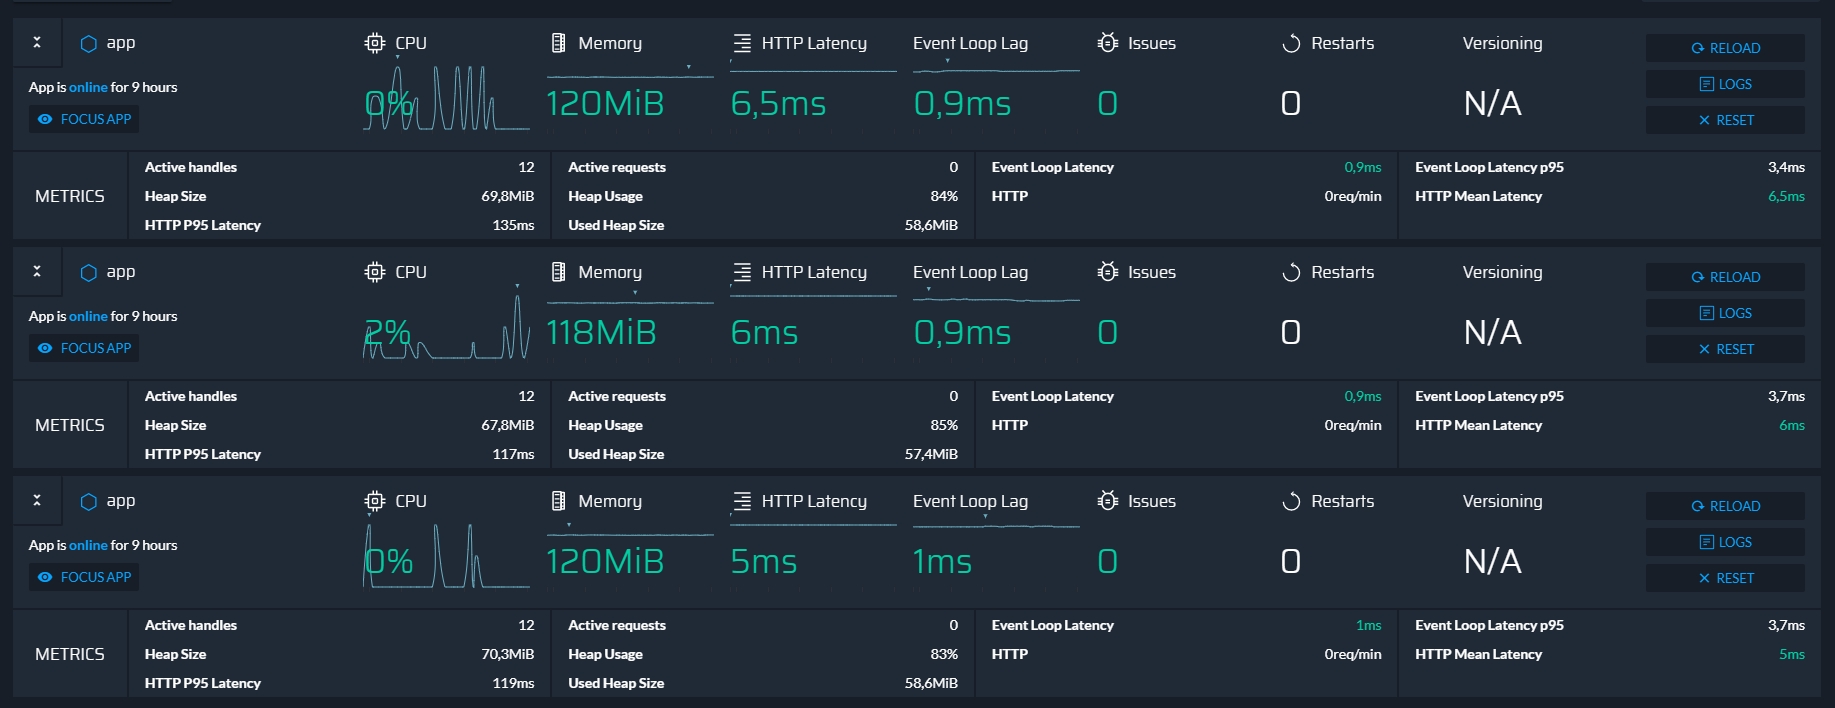 app CPU Memory HTTP Latency Event Loop Lag Issues Restarts Versioning RELOAD
App is online for 9 hours LOGS
0% 120MiB 6,5ms 0,9ms 0 0 N/A
FOCUS APP RESET
Active handles 12 Active requests 0 Event Loop Latency 0,9ms Event Loop Latency p95 3,4ms
METRICS Heap Size 69,8MiB Heap Usage 84% HTTP 0req/min HTTP Mean Latency 6,5ms
HTTP P95 Latency 135ms Used Heap Size 58,6MiB
app CPU Memory HTTP Latency Event Loop Lag Issues Restarts Versioning RELOAD
App is online for 9 hours LOGS
2% 118MiB 6ms 0,9ms 0 0 N/A
FOCUS APP RESET
Active handles 12 Active requests 0 Event Loop Latency 0,9ms Event Loop Latency p95 3,7ms
METRICS Heap Size 67,8MiB Heap Usage 85% HTTP 0req/min HTTP Mean Latency 6ms
HTTP P95 Latency 117ms Used Heap Size 57,4MiB
app CPU Memory HTTP Latency Event Loop Lag Issues Restarts Versioning RELOAD
App is online for 9 hours LOGS
0% 120MiB 5ms 1ms 0 0 N/A
FOCUS APP RESET
Active handles 12 Active requests 0 Event Loop Latency 1ms Event Loop Latency p95 3,7ms
METRICS Heap Size 70,3MiB Heap Usage 83% HTTP 0req/min HTTP Mean Latency 5ms
HTTP P95 Latency 119ms Used Heap Size 58,6MiB